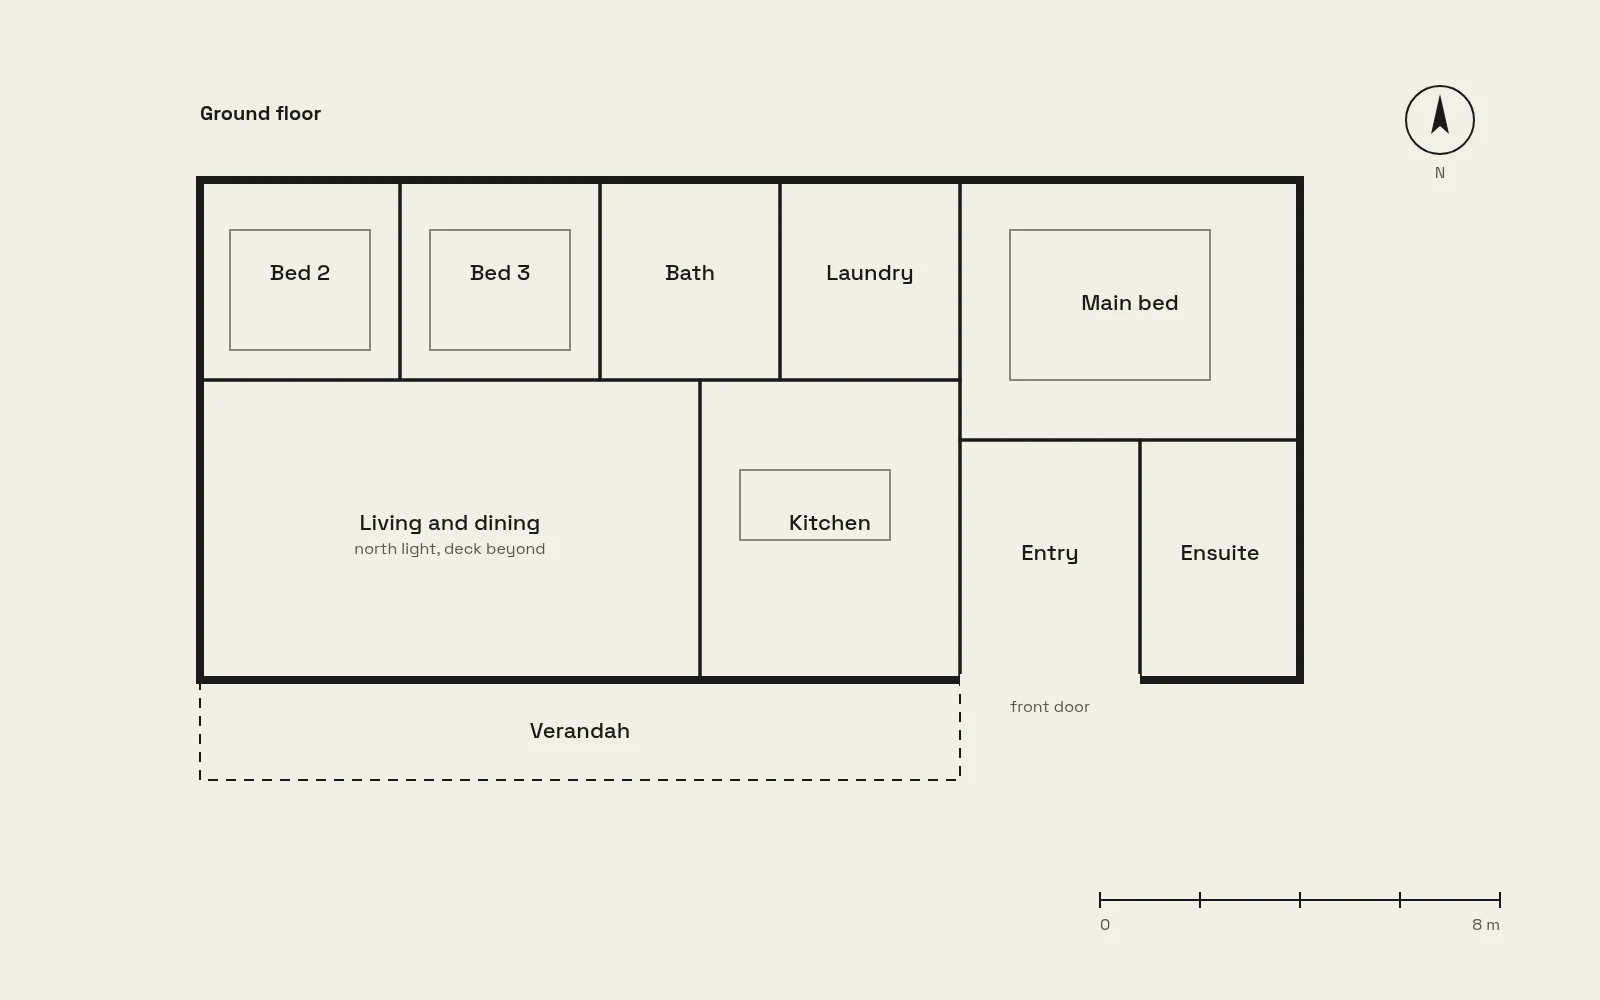 Ground floor
N
Bed 2
Bed 3
Bath
Laundry
Main bed
Living and dining
north light, deck beyond
Kitchen
Entry
Ensuite
front door
Verandah
0
8 m